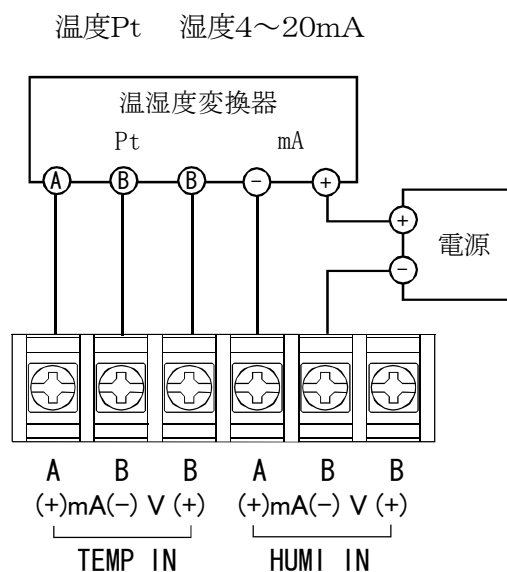 温度Pt 湿度4～20mA
温湿度変換器
Pt mA
A B B − +
+
電源
−
A B B A B B
(+)mA(−) V (+) (+)mA(−) V (+)
TEMP IN HUMI IN